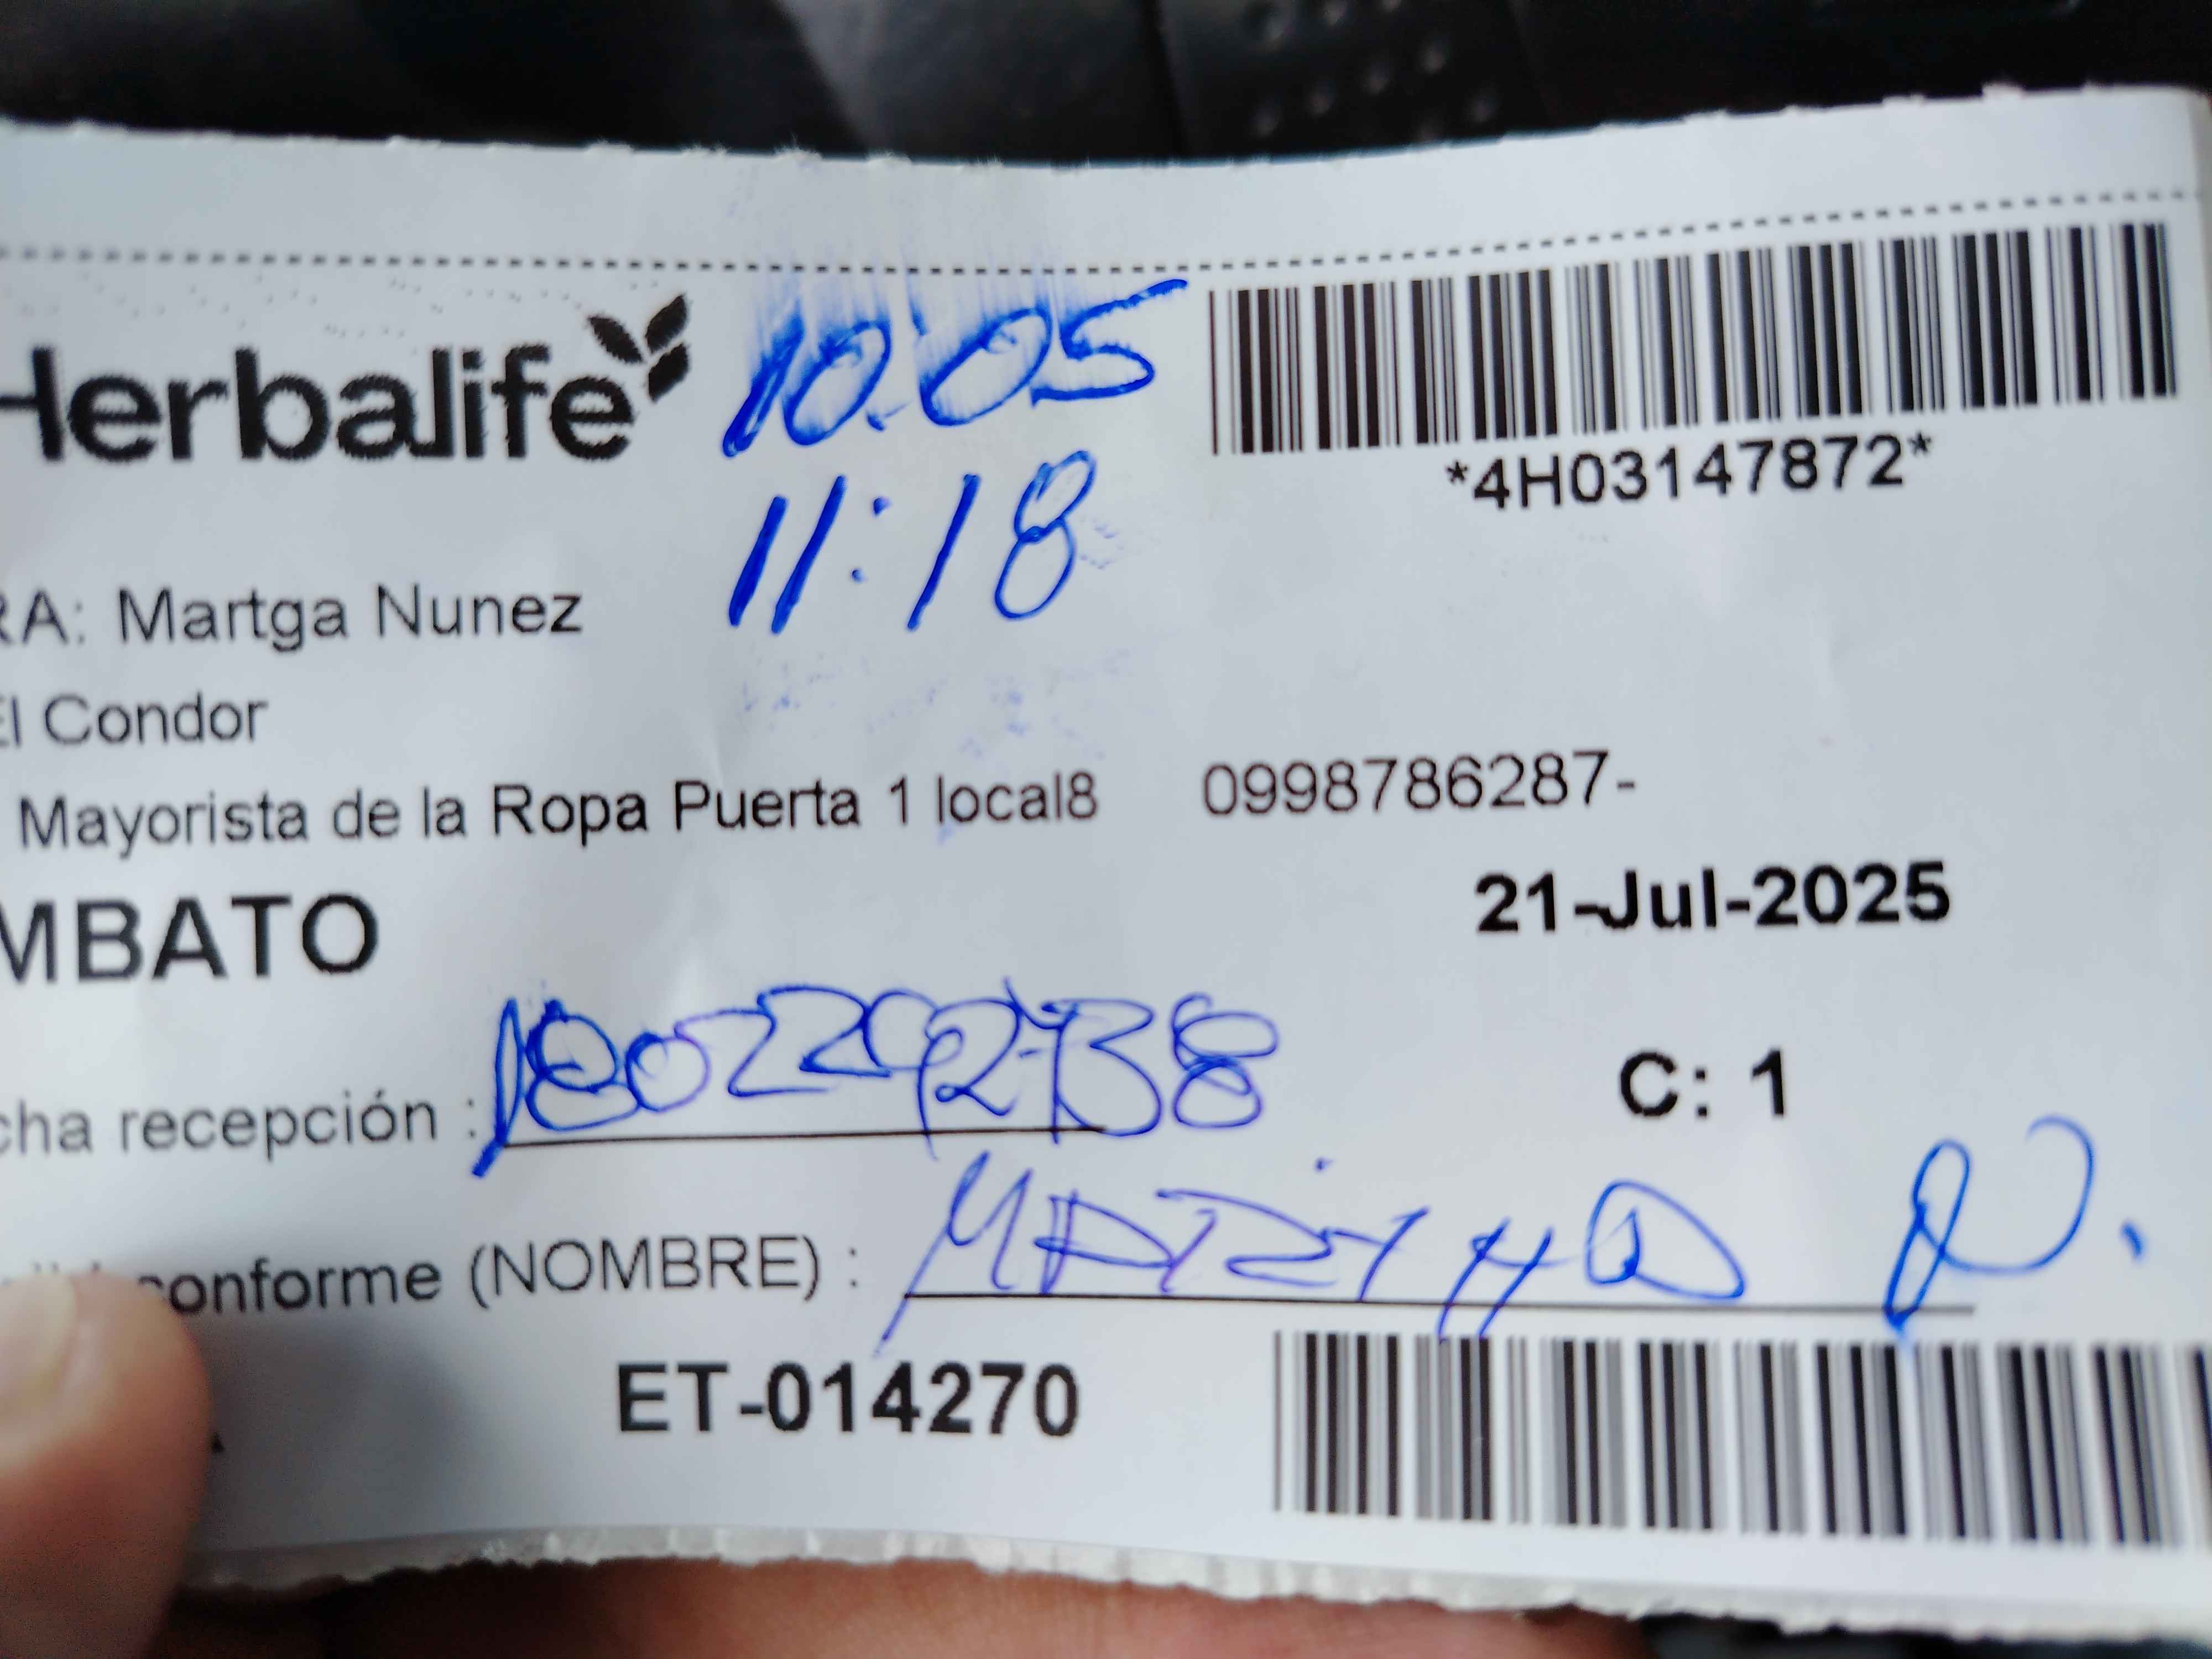 Herbalife 10:05 *4H03147872*
11:18
RA: Martga Nunez
El Condor
Mayorista de la Ropa Puerta 1 local8 0998786287-
MBATO 21-Jul-2025
cha recepción : C: 1
conforme (NOMBRE) :
ET-014270